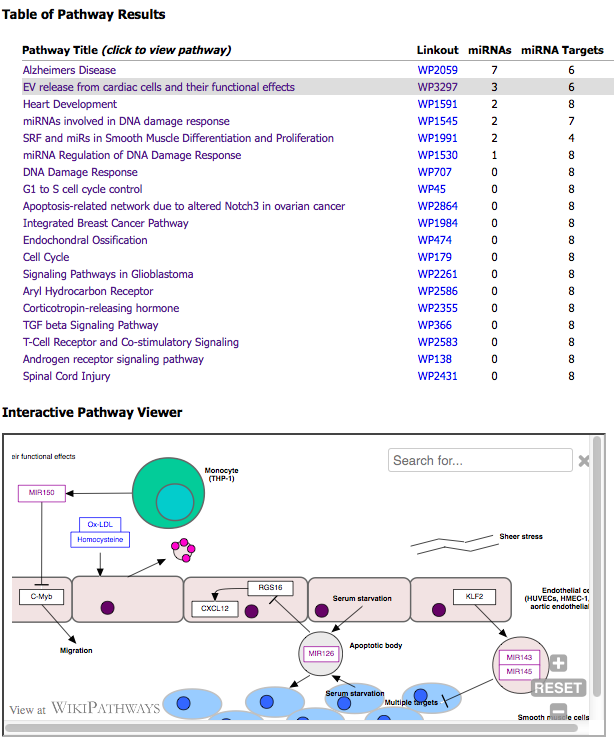 Table of Pathway Results
Pathway Title (click to view pathway) Linkout miRNAs miRNA Targets
Alzheimers Disease WP2059 7 6
EV release from cardiac cells and their functional effects WP3297 3 6
Heart Development WP1591 2 8
miRNAs involved in DNA damage response WP1545 2 7
SRF and miRs in Smooth Muscle Differentiation and Proliferation WP1991 2 4
miRNA Regulation of DNA Damage Response WP1530 1 8
DNA Damage Response WP707 0 8
G1 to S cell cycle control WP45 0 8
Apoptosis-related network due to altered Notch3 in ovarian cancer WP2864 0 8
Integrated Breast Cancer Pathway WP1984 0 8
Endochondral Ossification WP474 0 8
Cell Cycle WP179 0 8
Signaling Pathways in Glioblastoma WP2261 0 8
Aryl Hydrocarbon Receptor WP2586 0 8
Corticotropin-releasing hormone WP2355 0 8
TGF beta Signaling Pathway WP366 0 8
T-Cell Receptor and Co-stimulatory Signaling WP2583 0 8
Androgen receptor signaling pathway WP138 0 8
Spinal Cord Injury WP2431 0 8
Interactive Pathway Viewer
eir functional effects
Search for...
Monocyte
(THP-1)
MIR150
Ox-LDL
Homocysteine
Sheer stress
C-Myb
RGS16
CXCL12
Serum starvation
KLF2
Endothelial ce
(HUVECs, HMEC-1,
aortic endothelial
Migration
MIR126
Apoptotic body
MIR143
MIR145
RESET
Serum starvation
Multiple targets
View at WIKIPATHWAYS
Smooth muscle cells